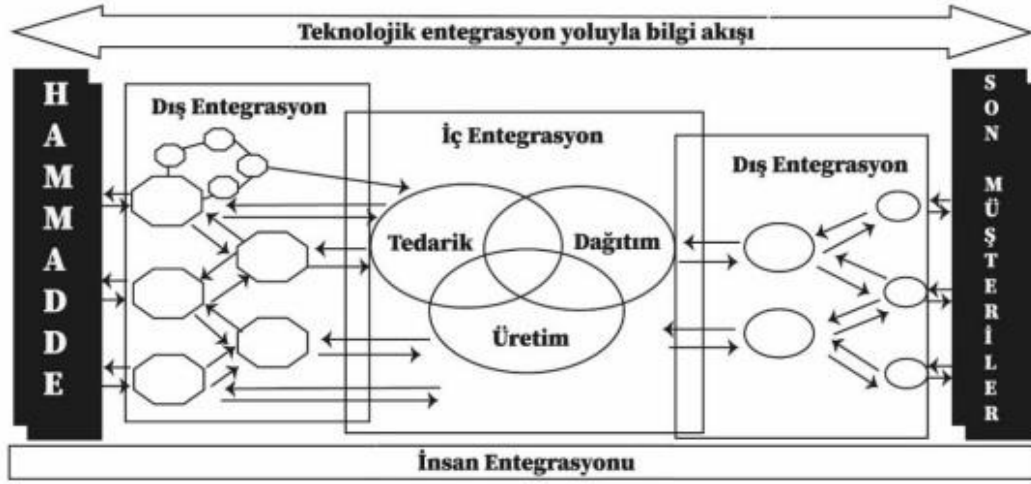 Teknolojik entegrasyon yoluyla bilgi akışı
HAMMADDE
Dış Entegrasyon
İç Entegrasyon
Dış Entegrasyon
SON MÜŞTERİLER
Tedarik
Dağıtım
Üretim
İnsan Entegrasyonu